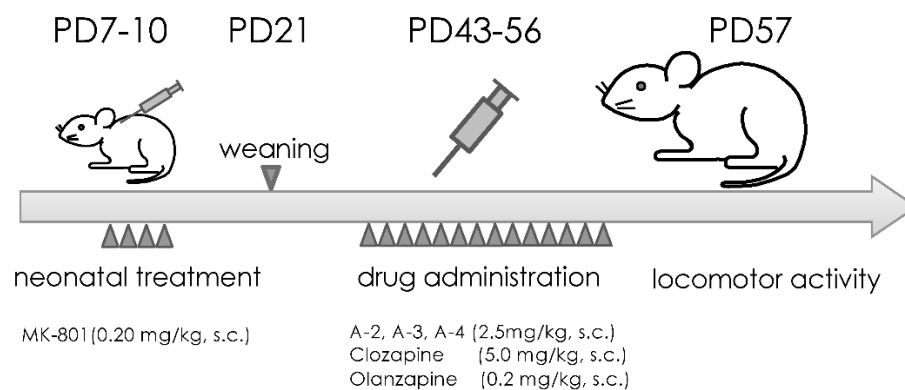 PD7-10 PD21 PD43-56 PD57
weaning
neonatal treatment drug administration locomotor activity
MK-801(0.20 mg/kg, s.c.) A-2, A-3, A-4 (2.5mg/kg, s.c.)
Clozapine (5.0 mg/kg, s.c.)
Olanzapine (0.2 mg/kg, s.c.)